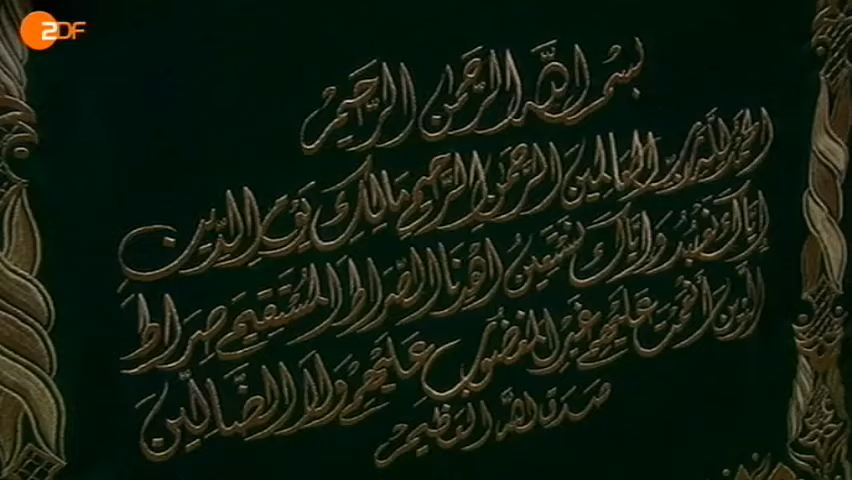 ZDF
بسم الله الرحمن الرحيم
الحمد لله رب العالمين الرحمن الرحيم مالك يوم الدين
إياك نعبد وإياك نستعين اهدنا الصراط المستقيم صراط
الذين أنعمت عليهم غير المغضوب عليهم ولا الضالين
صدق الله العظيم